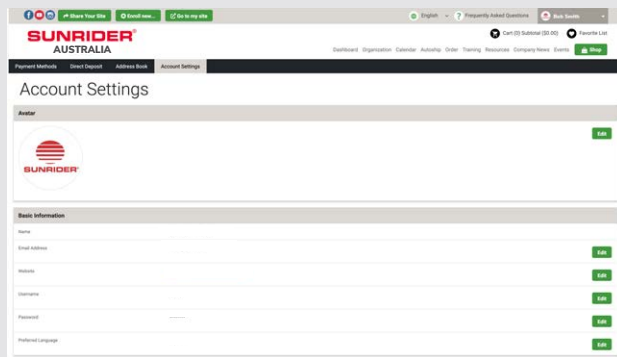 Share Your Site
Enroll new...
Go to my site
English
Frequently Asked Questions
Bob Smith
SUNRIDER®
AUSTRALIA
Cart (0) Subtotal ($0.00)
Favorite List
Dashboard Organization Calendar Autoship Order Training Resources Company News Events Shop
Payment Methods Direct Deposit Address Book Account Settings
Account Settings
Avatar
Edit
SUNRIDER
Basic Information
Name
Email Address
Edit
Website
Edit
Username
Edit
Password
Edit
Preferred Language
Edit